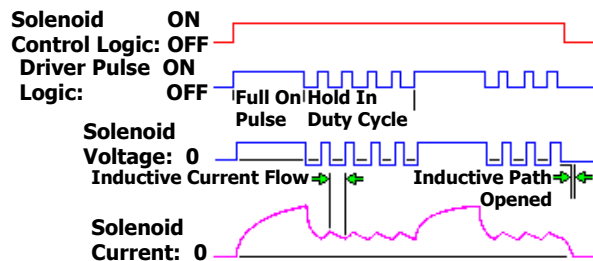 Solenoid ON
Control Logic: OFF
Driver Pulse ON
Logic: OFF
Full On Hold In
Pulse Duty Cycle
Solenoid
Voltage: 0
Inductive Current Flow Inductive Path
Opened
Solenoid
Current: 0